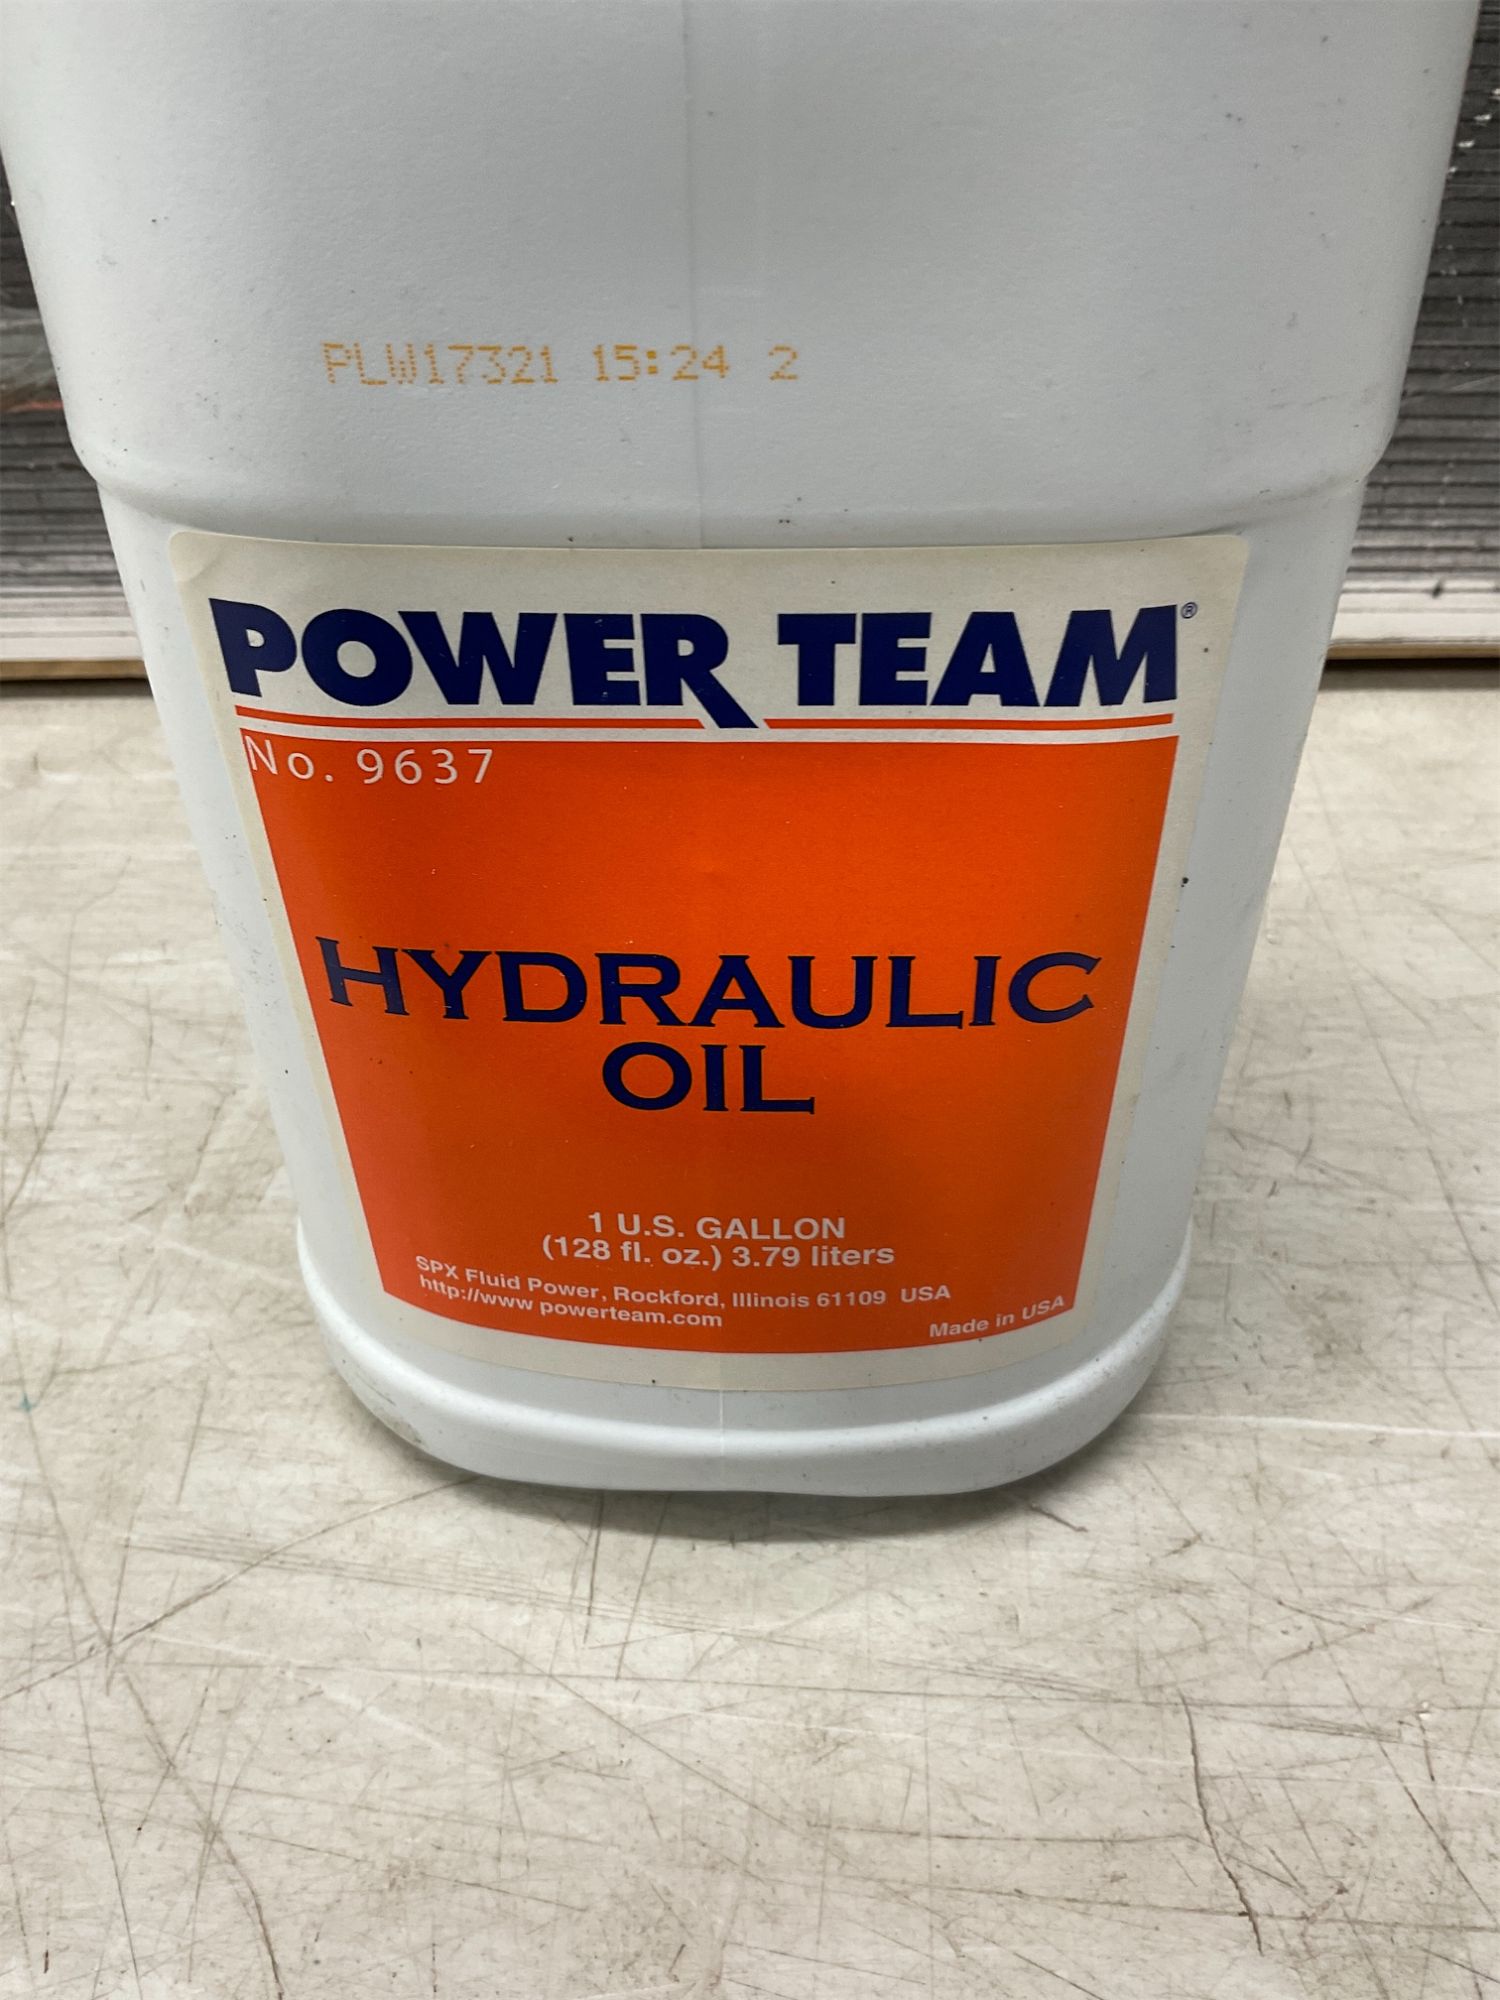 PLW17321 15:24 2
POWER TEAM®
No. 9637
HYDRAULIC
OIL
1 U.S. GALLON
(128 fl. oz.) 3.79 liters
SPX Fluid Power, Rockford, Illinois 61109 USA
http://www powerteam.com
Made in USA